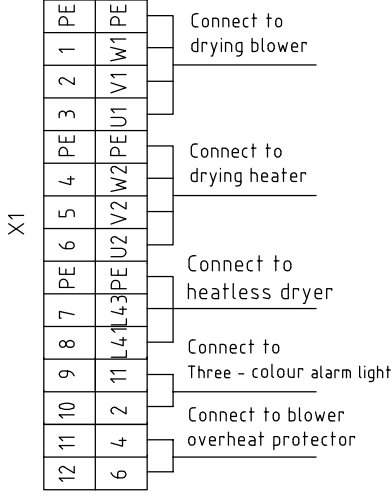 X1
PE PE
1 W1
2 V1
3 U1
Connect to
drying blower
PE PE
4 W2
5 V2
6 U2
Connect to
drying heater
PE PE
7 L43
8 L41
Connect to
heatless dryer
9 11
10 2
Connect to
Three - colour alarm light
11 4
12 6
Connect to blower
overheat protector